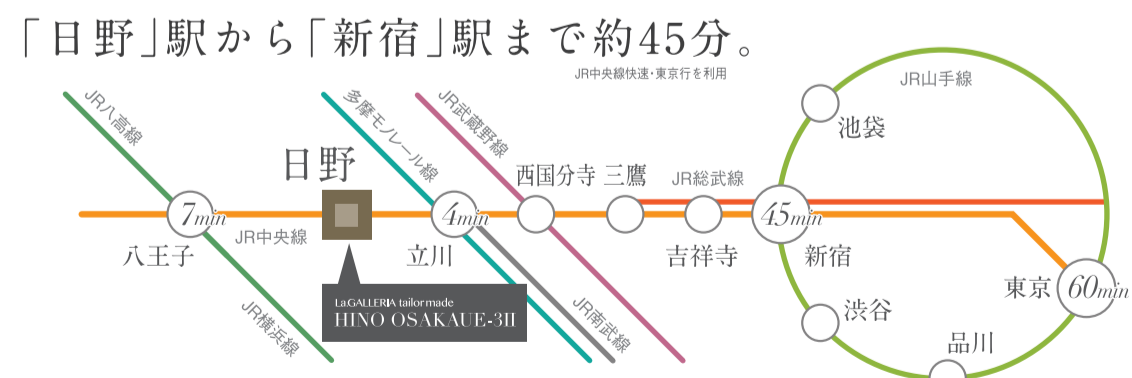 「日野」駅から「新宿」駅まで約45分。
JR中央線快速・東京行を利用
JR八高線
多摩モノレール線
JR武蔵野線
JR山手線
池袋
日野
西国分寺
三鷹
JR総武線
7min
4min
45min
八王子
JR中央線
立川
吉祥寺
新宿
東京
60min
La.GALLERIA tailor made
HINO OSAKAUE-3II
JR横浜線
JR南武線
渋谷
品川